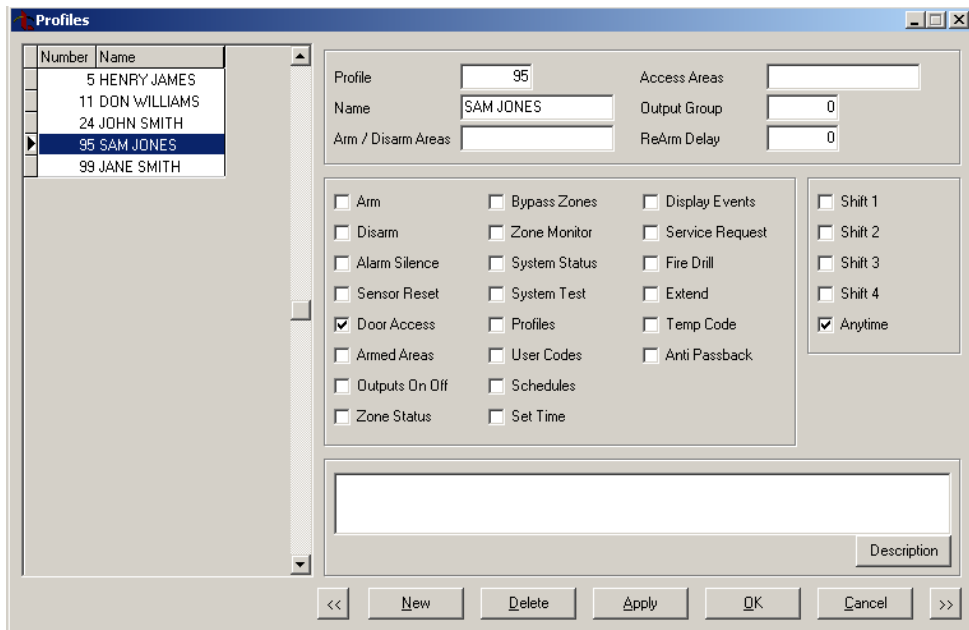 Profiles
Number Name
5 HENRY JAMES
11 DON WILLIAMS
24 JOHN SMITH
95 SAM JONES
99 JANE SMITH
Profile 95 Access Areas
Name SAM JONES Output Group 0
Arm / Disarm Areas ReArm Delay 0
Arm Bypass Zones Display Events Shift 1
Disarm Zone Monitor Service Request Shift 2
Alarm Silence System Status Fire Drill Shift 3
Sensor Reset System Test Extend Shift 4
Door Access Profiles Temp Code Anytime
Armed Areas User Codes Anti Passback
Outputs On Off Schedules
Zone Status Set Time
Description
<< New Delete Apply OK Cancel >>